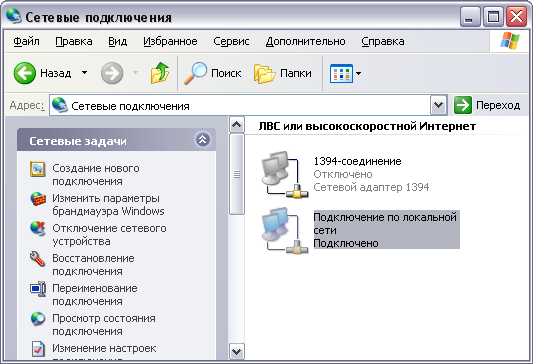 Сетевые подключения
Файл Правка Вид Избранное Сервис Дополнительно Справка
Назад Поиск Папки
Адрес: Сетевые подключения Переход
Сетевые задачи
Создание нового
подключения
Изменить параметры
брандмауэра Windows
Отключение сетевого
устройства
Восстановление
подключения
Переименование
подключения
Просмотр состояния
подключения
Изменение настроек
подключения
ЛВС или высокоскоростной Интернет
1394-соединение
Отключено
Сетевой адаптер 1394
Подключение по локальной
сети
Подключено